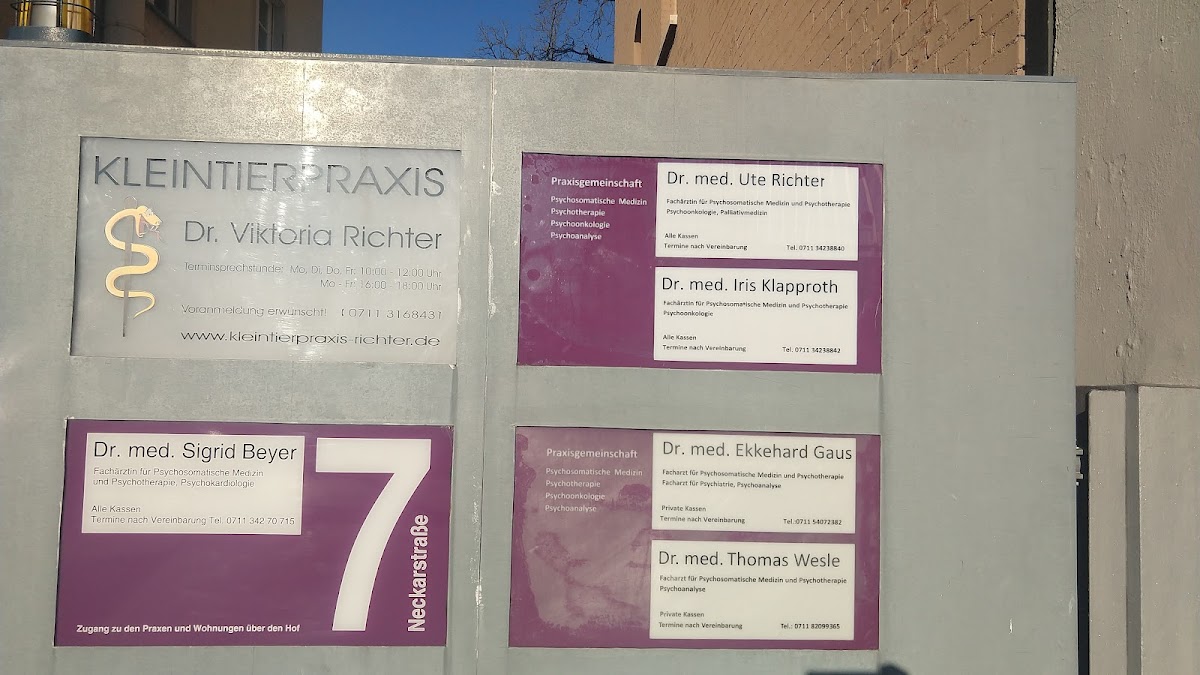 KLEINTIERPRAXIS
Dr. Viktoria Richter
Terminsprechstunde: Mo, Di, Do, Fr: 10:00 - 12:00 Uhr
Mo - Fr: 16:00 - 18:00 Uhr
Voranmeldung erwünscht! 0711 3168431
www.kleintierpraxis-richter.de
Praxisgemeinschaft
Psychosomatische Medizin
Psychotherapie
Psychoonkologie
Psychoanalyse
Dr. med. Ute Richter
Fachärztin für Psychosomatische Medizin und Psychotherapie
Psychoonkologie, Palliativmedizin
Alle Kassen
Termine nach Vereinbarung Tel. 0711 34238840
Dr. med. Iris Klapproth
Fachärztin für Psychosomatische Medizin und Psychotherapie
Psychoonkologie
Alle Kassen
Termine nach Vereinbarung Tel. 0711 34238842
Dr. med. Sigrid Beyer
Fachärztin für Psychosomatische Medizin
und Psychotherapie, Psychokardiologie
Alle Kassen
Termine nach Vereinbarung Tel. 0711 342 70 715
7
Neckarstraße
Zugang zu den Praxen und Wohnungen über den Hof
Praxisgemeinschaft
Psychosomatische Medizin
Psychotherapie
Psychoonkologie
Psychoanalyse
Dr. med. Ekkehard Gaus
Facharzt für Psychosomatische Medizin und Psychotherapie
Facharzt für Psychiatrie, Psychoanalyse
Private Kassen
Termine nach Vereinbarung Tel.:0711 54072382
Dr. med. Thomas Wesle
Facharzt für Psychosomatische Medizin und Psychotherapie
Psychoanalyse
Private Kassen
Termine nach Vereinbarung Tel.: 0711 82099365